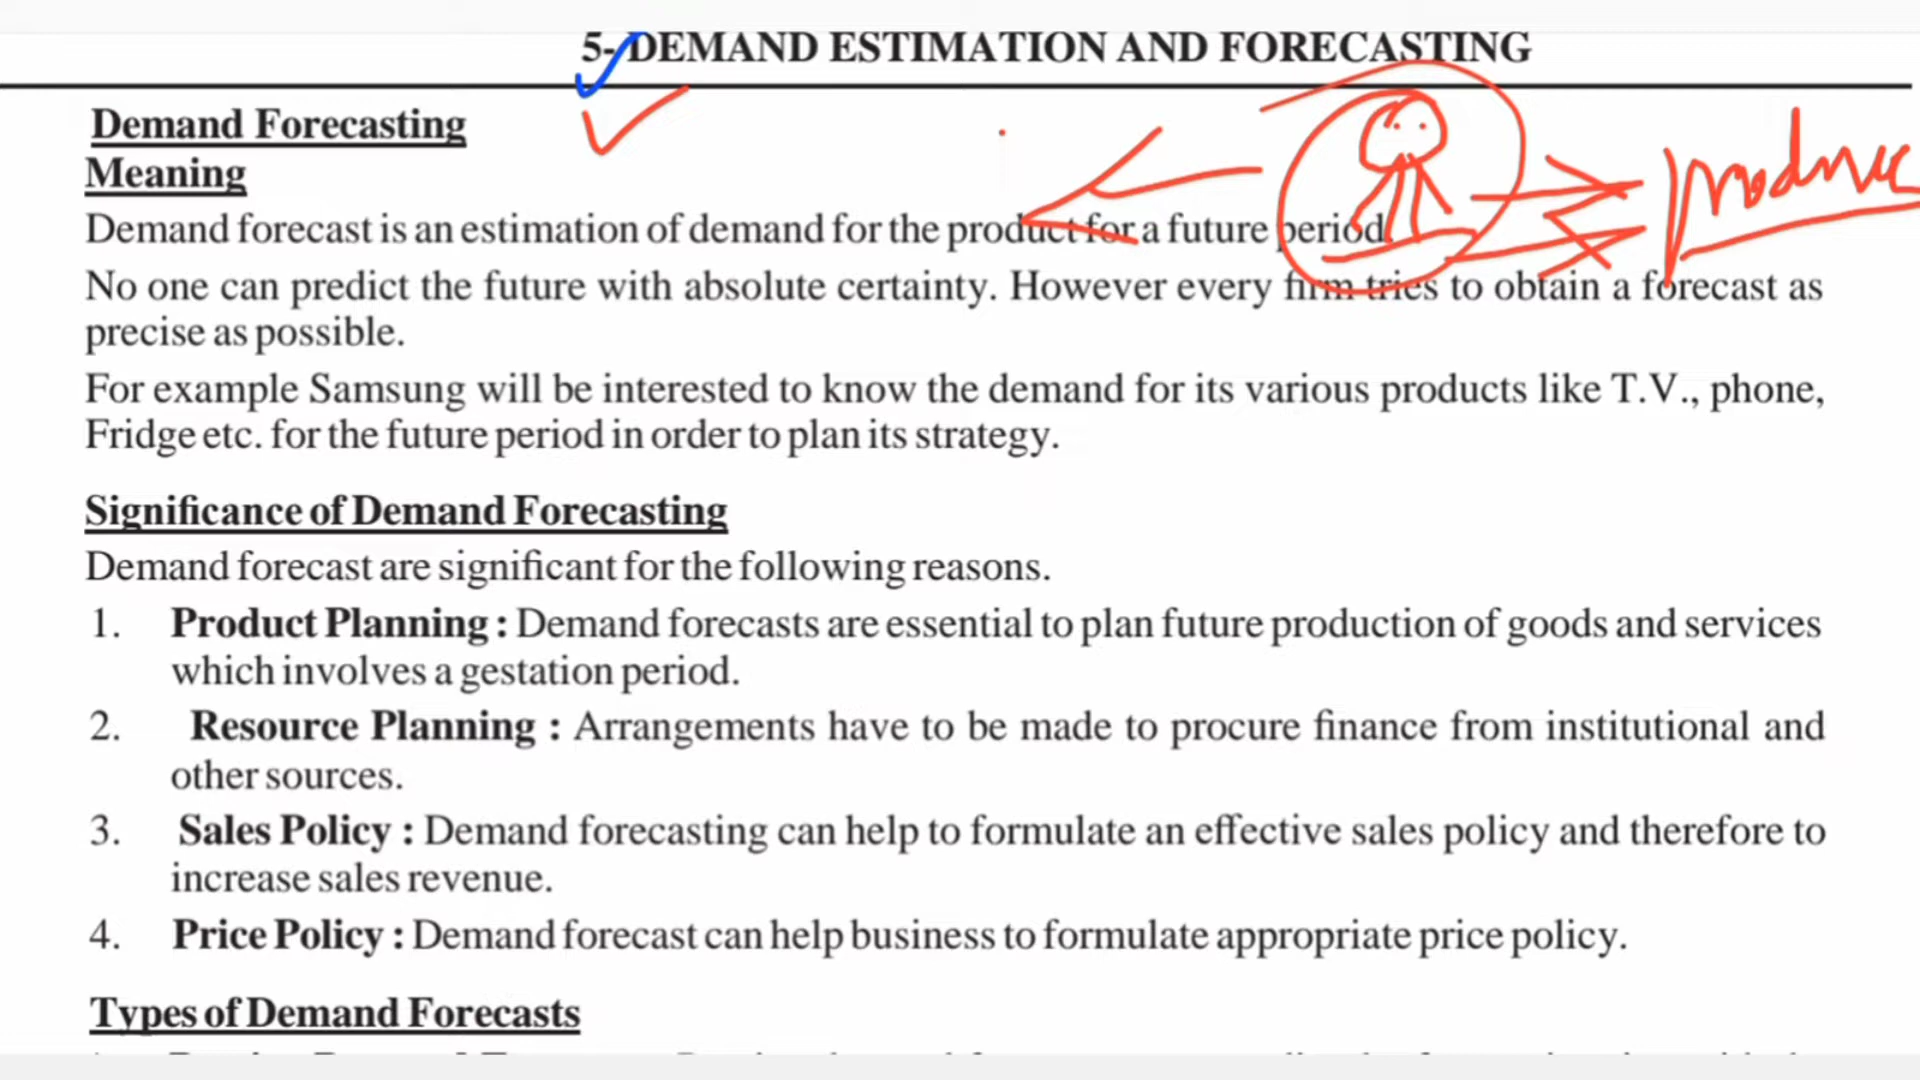 5- DEMAND ESTIMATION AND FORECASTING
Demand Forecasting
Meaning
Demand forecast is an estimation of demand for the product for a future period.
No one can predict the future with absolute certainty. However every firm tries to obtain a forecast as
precise as possible.
For example Samsung will be interested to know the demand for its various products like T.V., phone,
Fridge etc. for the future period in order to plan its strategy.
Significance of Demand Forecasting
Demand forecast are significant for the following reasons.
1. Product Planning : Demand forecasts are essential to plan future production of goods and services
which involves a gestation period.
2. Resource Planning : Arrangements have to be made to procure finance from institutional and
other sources.
3. Sales Policy : Demand forecasting can help to formulate an effective sales policy and therefore to
increase sales revenue.
4. Price Policy : Demand forecast can help business to formulate appropriate price policy.
Types of Demand Forecasts